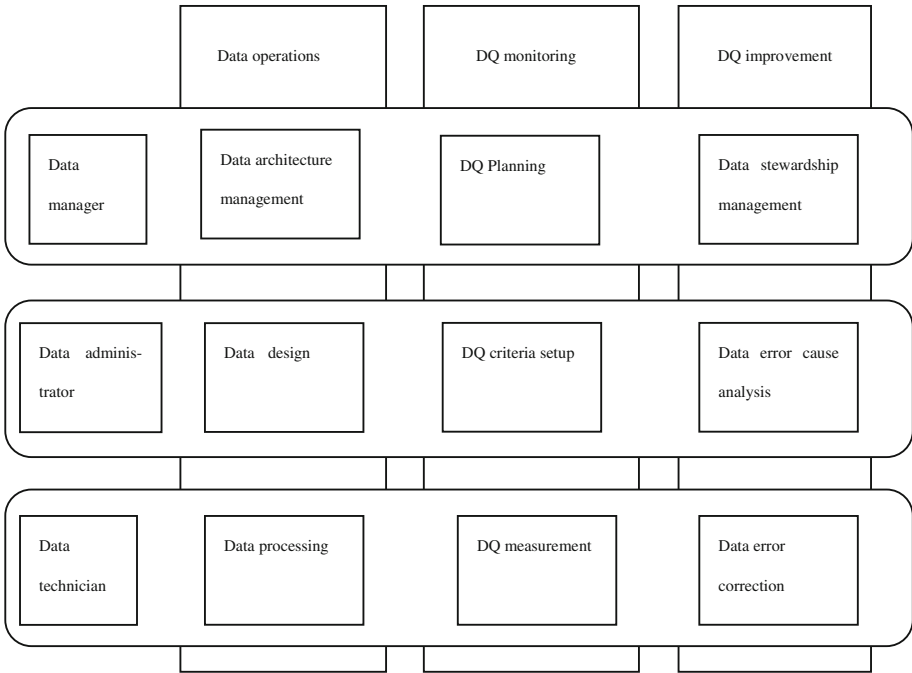 Data operations
DQ monitoring
DQ improvement
Data
manager
Data architecture
management
DQ Planning
Data stewardship
management
Data adminis-
trator
Data design
DQ criteria setup
Data error cause
analysis
Data
technician
Data processing
DQ measurement
Data error
correction